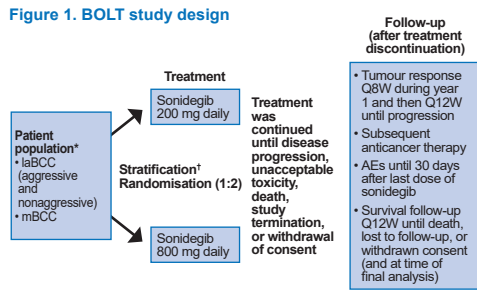 Figure 1. BOLT study design
Follow-up
(after treatment
discontinuation)
Treatment
Sonidegib
200 mg daily
Patient
population*
• laBCC
(aggressive
and
nonaggressive)
• mBCC
Stratification†
Randomisation (1:2)
Sonidegib
800 mg daily
Treatment
was
continued
until disease
progression,
unacceptable
toxicity,
death,
study
termination,
or withdrawal
of consent
• Tumour response
Q8W during year
1 and then Q12W
until progression
• Subsequent
anticancer therapy
• AEs until 30 days
after last dose of
sonidegib
• Survival follow-up
Q12W until death,
lost to follow-up, or
withdrawn consent
(and at time of
final analysis)